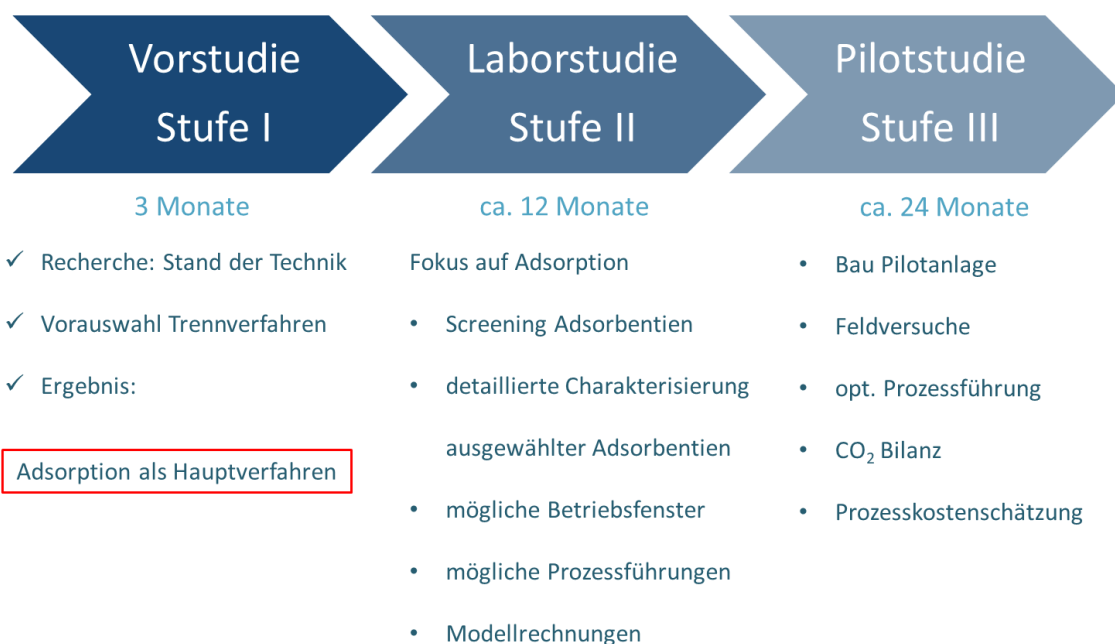 Vorstudie
Stufe I
3 Monate
✓ Recherche: Stand der Technik
✓ Vorauswahl Trennverfahren
✓ Ergebnis:
Adsorption als Hauptverfahren
Laborstudie
Stufe II
ca. 12 Monate
Fokus auf Adsorption
• Screening Adsorbentien
• detaillierte Charakterisierung
ausgewählter Adsorbentien
• mögliche Betriebsfenster
• mögliche Prozessführungen
• Modellrechnungen
Pilotstudie
Stufe III
ca. 24 Monate
• Bau Pilotanlage
• Feldversuche
• opt. Prozessführung
• CO₂ Bilanz
• Prozesskostenschätzung